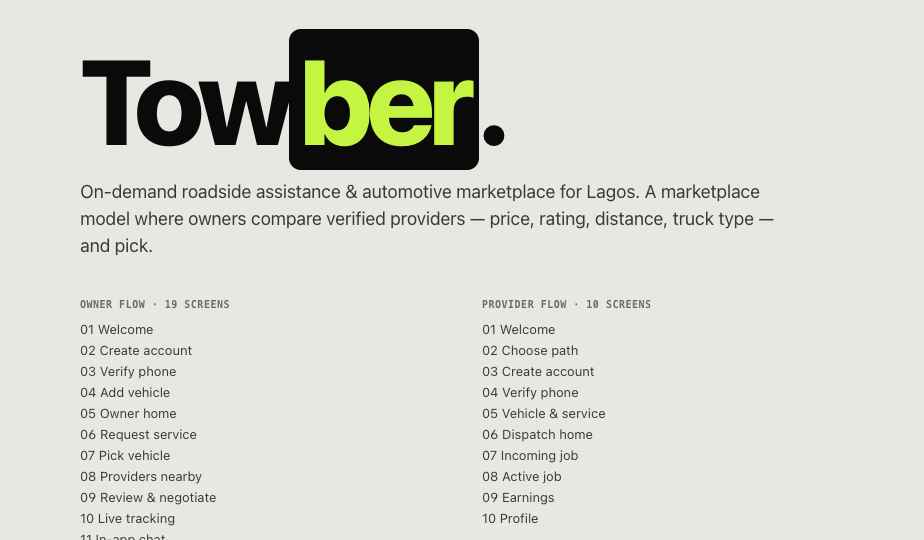 Towber.
On-demand roadside assistance & automotive marketplace for Lagos. A marketplace
model where owners compare verified providers — price, rating, distance, truck type —
and pick.
OWNER FLOW · 19 SCREENS
01 Welcome
02 Create account
03 Verify phone
04 Add vehicle
05 Owner home
06 Request service
07 Pick vehicle
08 Providers nearby
09 Review & negotiate
10 Live tracking
11 In-app chat
PROVIDER FLOW · 10 SCREENS
01 Welcome
02 Choose path
03 Create account
04 Verify phone
05 Vehicle & service
06 Dispatch home
07 Incoming job
08 Active job
09 Earnings
10 Profile